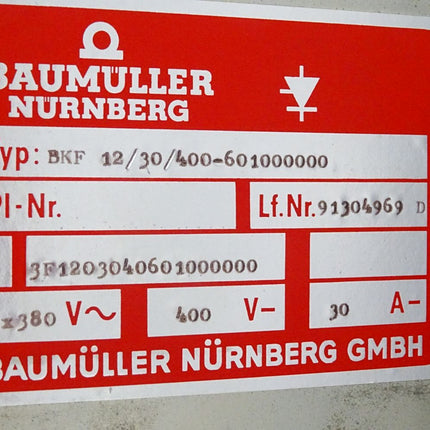 BAUMÜLLER
NÜRNBERG
yp: BKF 12/30/400-601000000
Pl-Nr. Lf.Nr. 91304969 D
3F1203040601000000
x380 V~ 400 V- 30 A-
BAUMÜLLER NÜRNBERG GMBH